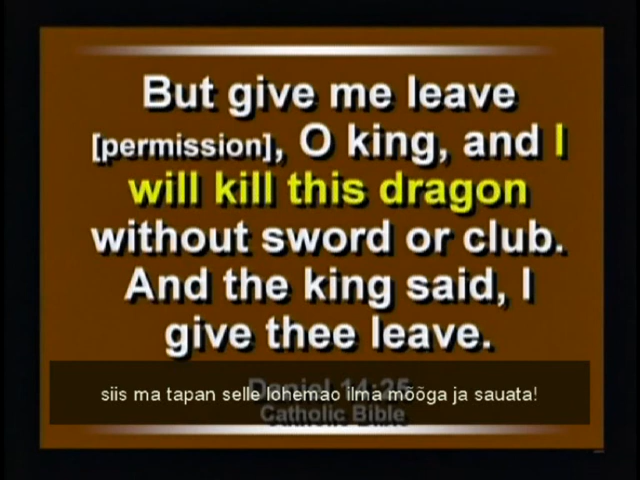 But give me leave
[permission], O king, and I
will kill this dragon
without sword or club.
And the king said, I
give thee leave.
Daniel 14:25
siis ma tapan selle lohemao ilma mõõga ja sauata!
Catholic Bible